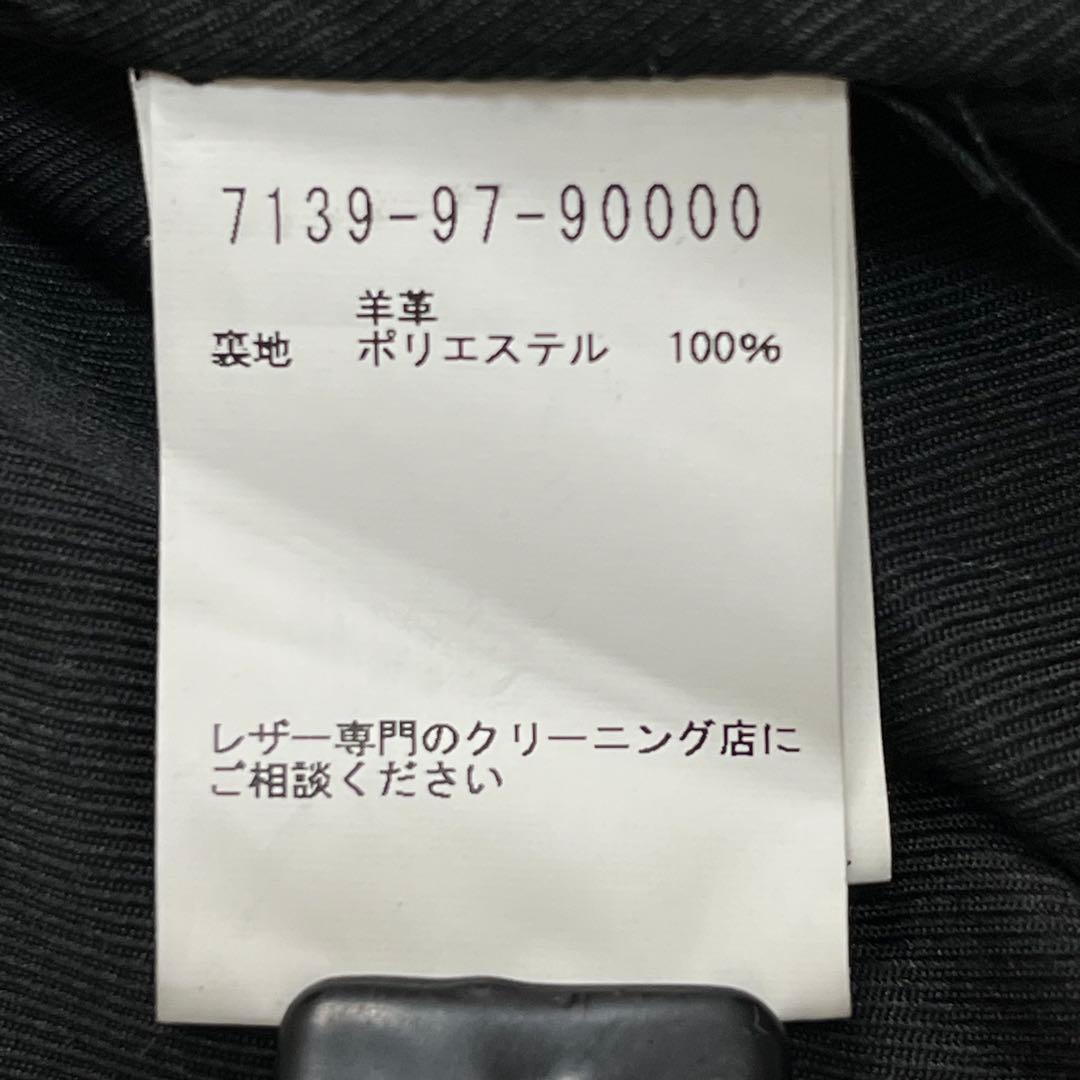 7139-97-90000
羊革
裏地 ポリエステル 100%
レザー専門のクリーニング店に
ご相談ください